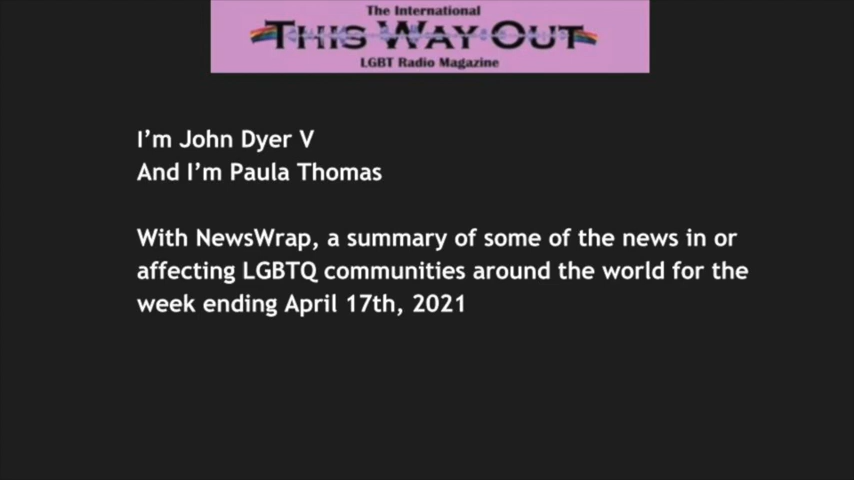 The International
THIS WAY OUT
LGBT Radio Magazine
I'm John Dyer V
And I'm Paula Thomas
With NewsWrap, a summary of some of the news in or
affecting LGBTQ communities around the world for the
week ending April 17th, 2021